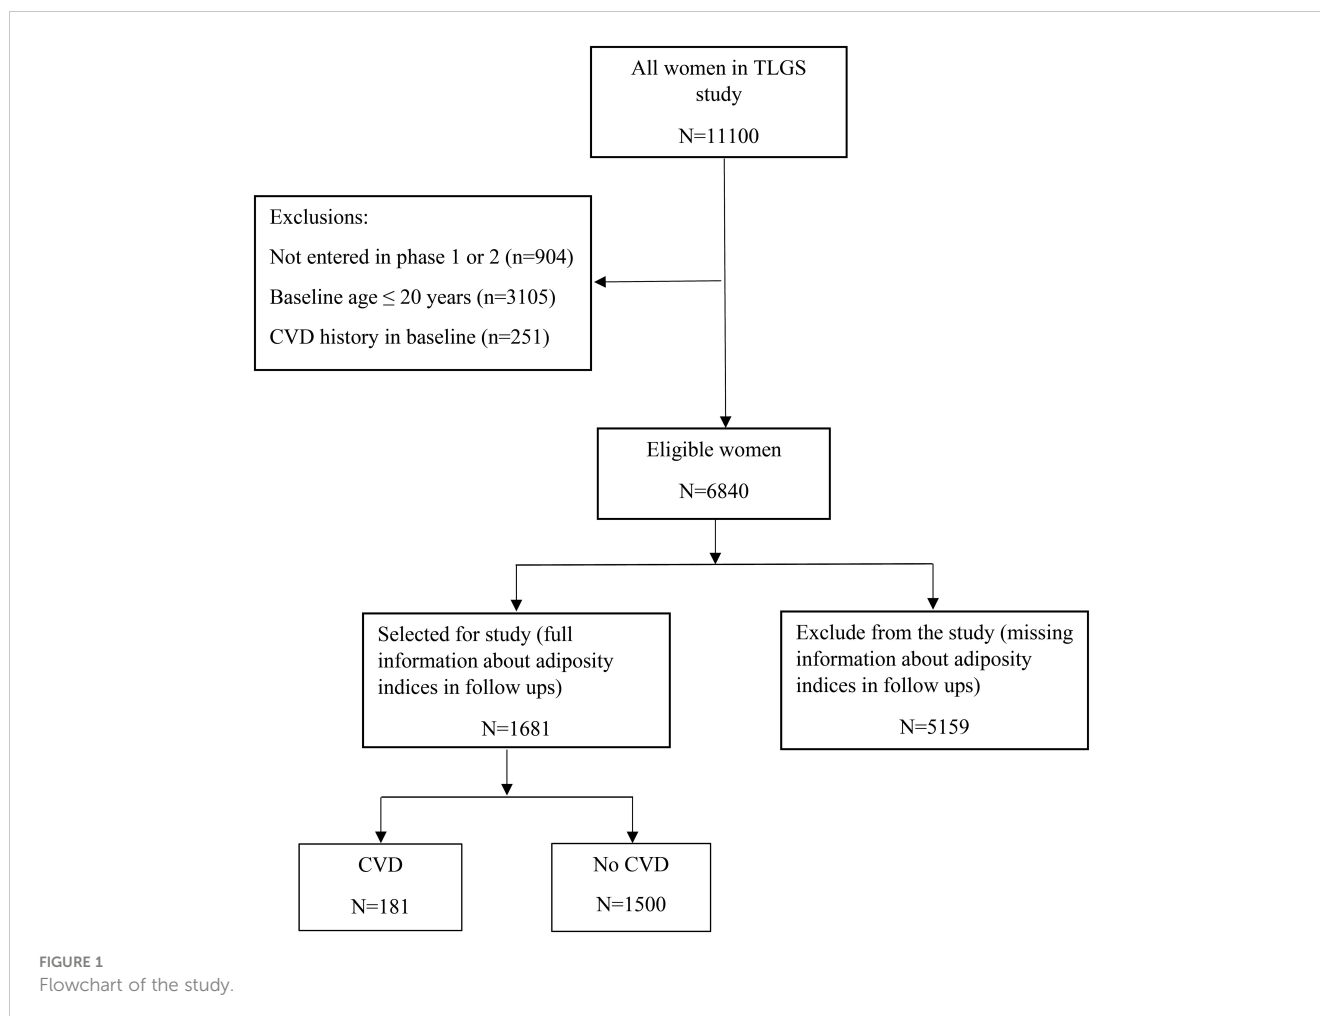 All women in TLGS
study
N=11100
Exclusions:
Not entered in phase 1 or 2 (n=904)
Baseline age ≤ 20 years (n=3105)
CVD history in baseline (n=251)
Eligible women
N=6840
Selected for study (full
information about adiposity
indices in follow ups)
N=1681
Exclude from the study (missing
information about adiposity
indices in follow ups)
N=5159
CVD
N=181
No CVD
N=1500
FIGURE 1
Flowchart of the study.